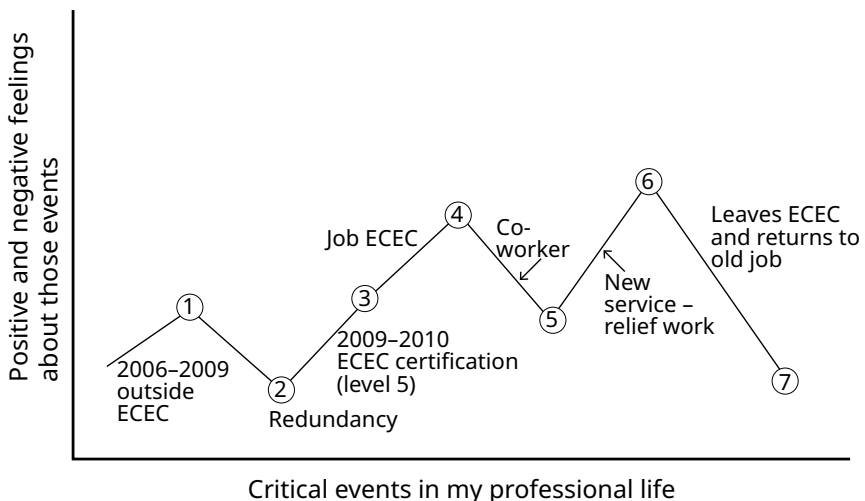 Positive and negative feelings
about those events
1
2006–2009
outside
ECEC
2
Redundancy
3
2009–2010
ECEC certification
(level 5)
Job ECEC
4
Co-
worker
5
New
service –
relief work
6
Leaves ECEC
and returns to
old job
7
Critical events in my professional life